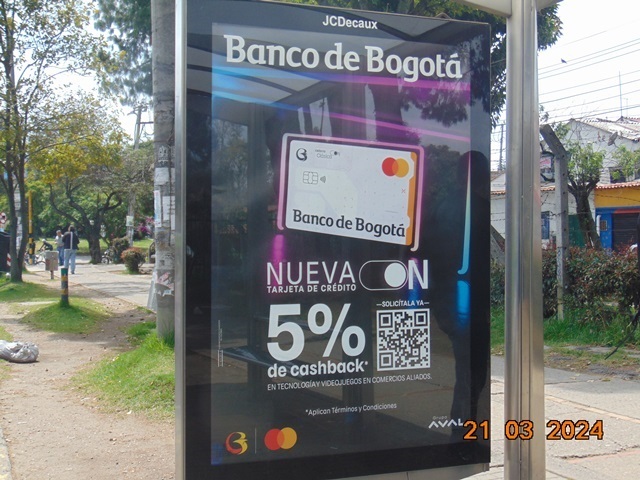 JCDecaux
Banco de Bogotá
Banco de Bogotá
NUEVA ON
TARJETA DE CRÉDITO
5%
de cashback*
—SOLICÍTALA YA—
EN TECNOLOGÍA Y VIDEOJUEGOS EN COMERCIOS ALIADOS.
*Aplican Términos y Condiciones
AVAL
21 03 2024